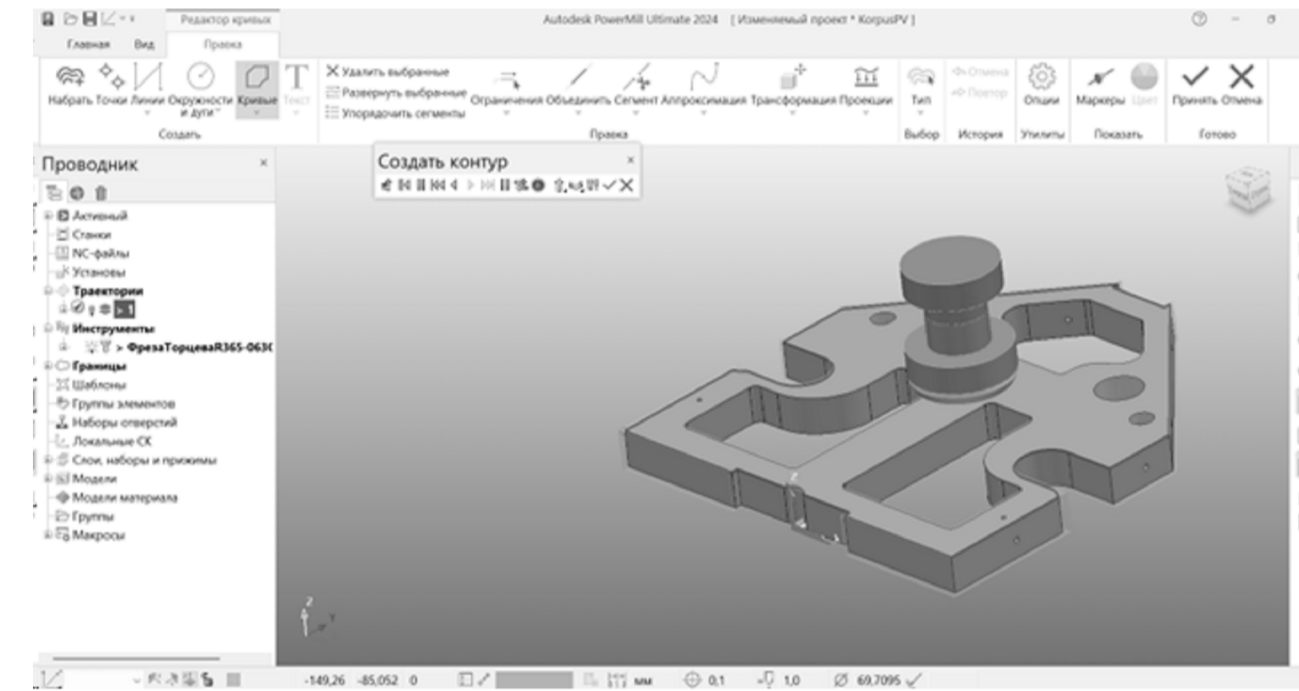 Редактор кривых
Autodesk PowerMill Ultimate 2024 [ Изменяемый проект * KorpusPV ]
Главная Вид Правка
Набрать Точки Линии Окружности и дуги Кривые Текст
Удалить выбранные
Развернуть выбранные
Упорядочить сегменты
Ограничения Объединить Сегмент Аппроксимация Трансформация Проекции
Тип
Отмена
Повтор
Опции
Маркеры Цвет
Принять Отмена
Создать Правка Выбор История Утилиты Показать Готово
Проводник
Создать контур
Активный
Станки
NC-файлы
Установы
Траектории
> 1
Инструменты
> ФрезаТорцеваяR365-063(
Границы
Шаблоны
Группы элементов
Наборы отверстий
Локальные СК
Слои, наборы и прижимы
Модели
Модели материала
Группы
Макросы
Z
Y
-149,26 -85,052 0 мм 0,1 1,0 69,7095